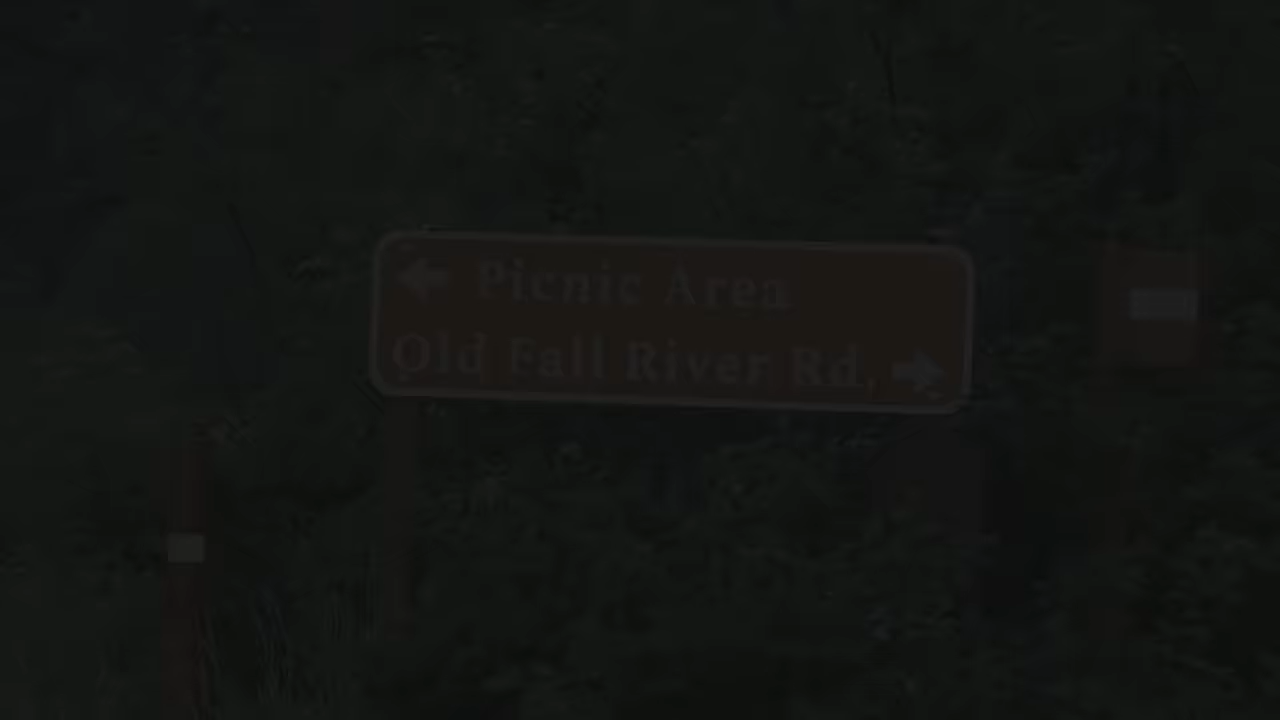 ← Picnic Area
Old Fall River Rd. →